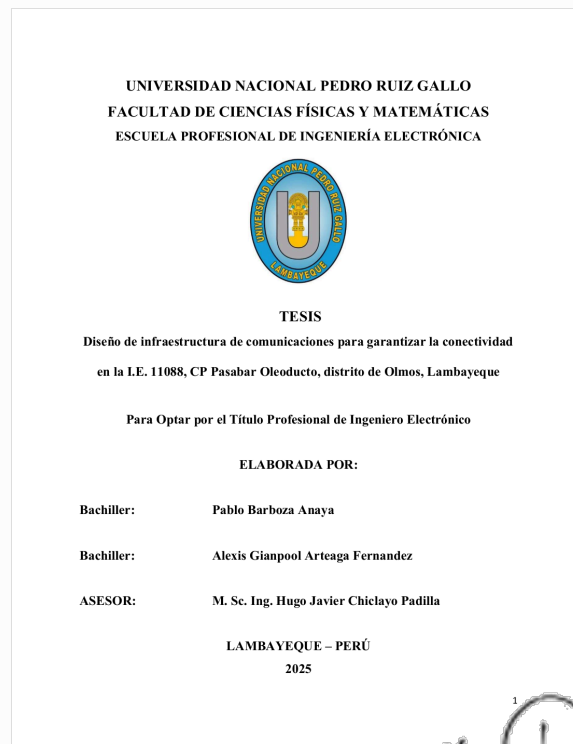 UNIVERSIDAD NACIONAL PEDRO RUIZ GALLO
FACULTAD DE CIENCIAS FÍSICAS Y MATEMÁTICAS
ESCUELA PROFESIONAL DE INGENIERÍA ELECTRÓNICA
UNIVERSIDAD NACIONAL PEDRO RUIZ GALLO
LAMBAYEQUE
TESIS
Diseño de infraestructura de comunicaciones para garantizar la conectividad
en la I.E. 11088, CP Pasabar Oleoducto, distrito de Olmos, Lambayeque
Para Optar por el Título Profesional de Ingeniero Electrónico
ELABORADA POR:
Bachiller: Pablo Barboza Anaya
Bachiller: Alexis Gianpool Arteaga Fernandez
ASESOR: M. Sc. Ing. Hugo Javier Chiclayo Padilla
LAMBAYEQUE – PERÚ
2025
1